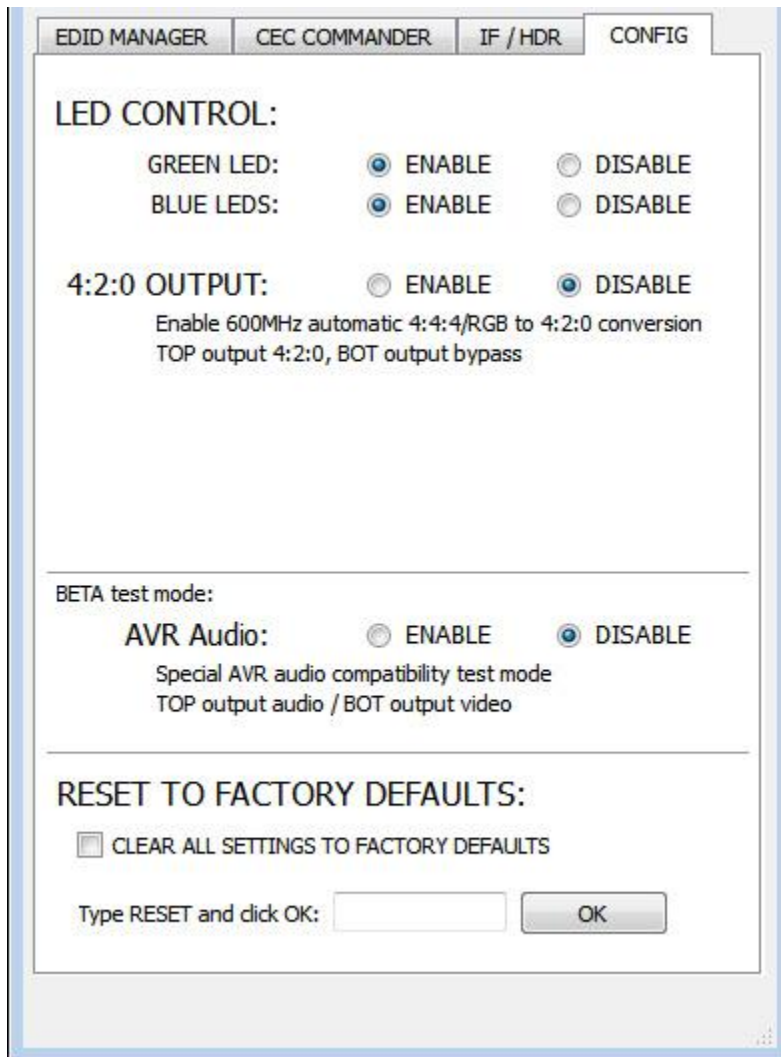 EDID MANAGER CEC COMMANDER IF / HDR CONFIG
LED CONTROL:
GREEN LED: ENABLE DISABLE
BLUE LEDS: ENABLE DISABLE
4:2:0 OUTPUT: ENABLE DISABLE
Enable 600MHz automatic 4:4:4/RGB to 4:2:0 conversion
TOP output 4:2:0, BOT output bypass
BETA test mode:
AVR Audio: ENABLE DISABLE
Special AVR audio compatibility test mode
TOP output audio / BOT output video
RESET TO FACTORY DEFAULTS:
CLEAR ALL SETTINGS TO FACTORY DEFAULTS
Type RESET and click OK: OK